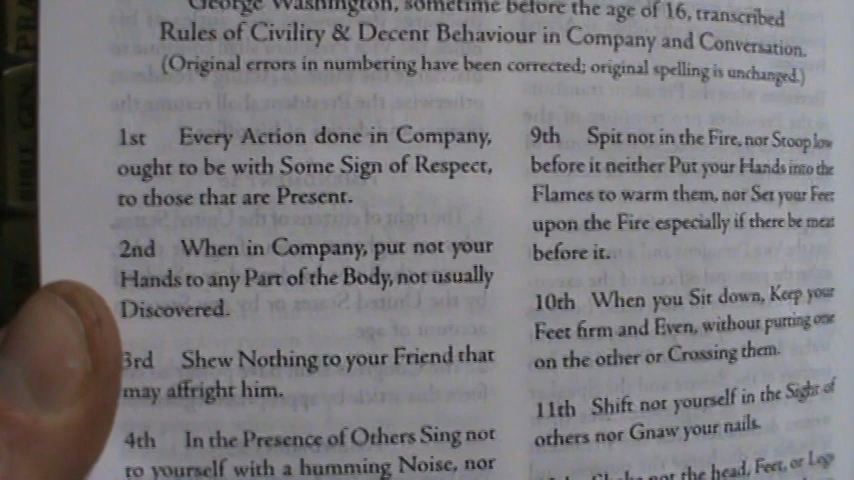 George Washington, sometime before the age of 16, transcribed
Rules of Civility & Decent Behaviour in Company and Conversation.
(Original errors in numbering have been corrected; original spelling is unchanged.)
1st Every Action done in Company,
ought to be with Some Sign of Respect,
to those that are Present.
2nd When in Company, put not your
Hands to any Part of the Body, not usually
Discovered.
3rd Shew Nothing to your Friend that
may affright him.
4th In the Presence of Others Sing not
to yourself with a humming Noise, nor
9th Spit not in the Fire, nor Stoop low
before it neither Put your Hands into the
Flames to warm them, nor Set your Feet
upon the Fire especially if there be meat
before it.
10th When you Sit down, Keep your
Feet firm and Even, without putting one
on the other or Crossing them.
11th Shift not yourself in the Sight of
others nor Gnaw your nails.
not the head, Feet, or Legs